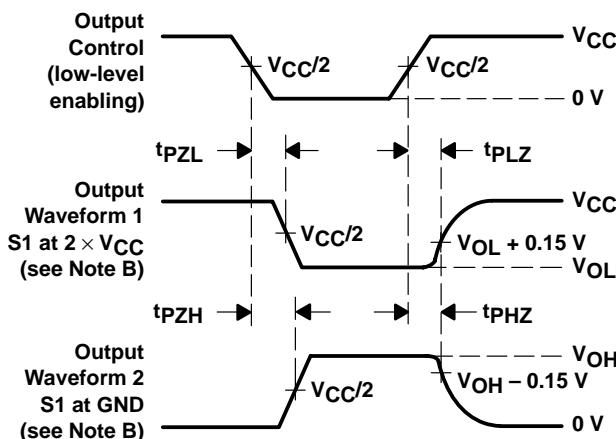 Output
Control
(low-level
enabling)
VCC/2
VCC/2
VCC
0 V
tPZL
tPLZ
Output
Waveform 1
S1 at 2 × VCC
(see Note B)
VCC/2
VCC
VOL + 0.15 V
VOL
tPZH
tPHZ
Output
Waveform 2
S1 at GND
(see Note B)
VCC/2
VOH
VOH – 0.15 V
0 V